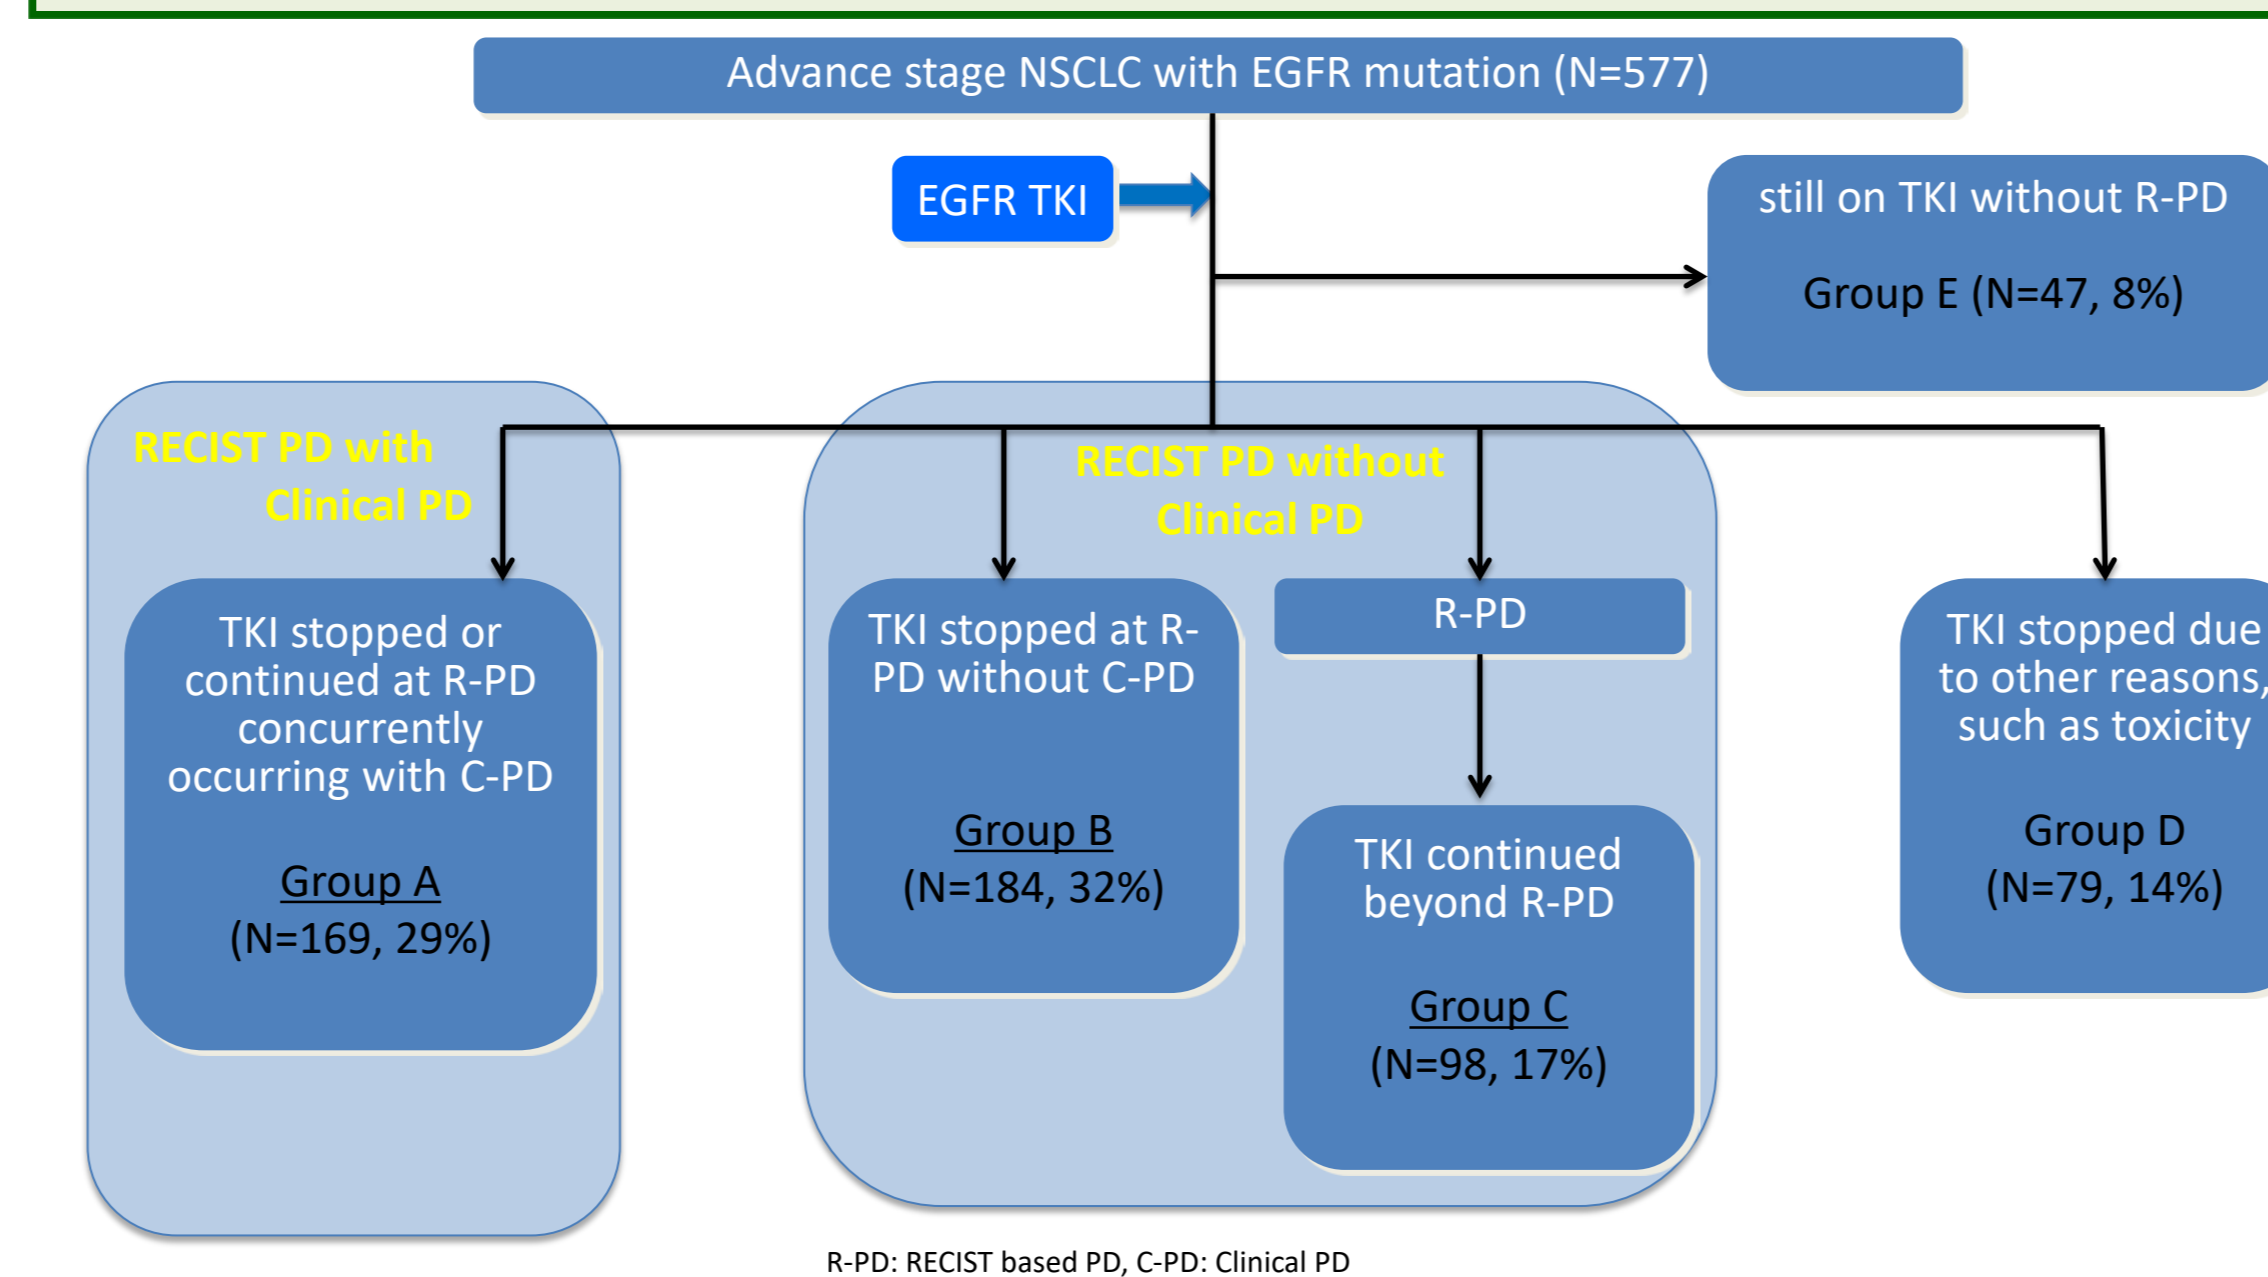 Advance stage NSCLC with EGFR mutation (N=577)
EGFR TKI
still on TKI without R-PD
Group E (N=47, 8%)
RECIST PD with
Clinical PD
RECIST PD without
Clinical PD
TKI stopped or
continued at R-PD
concurrently
occurring with C-PD
Group A
(N=169, 29%)
TKI stopped at R-
PD without C-PD
Group B
(N=184, 32%)
R-PD
TKI continued
beyond R-PD
Group C
(N=98, 17%)
TKI stopped due
to other reasons,
such as toxicity
Group D
(N=79, 14%)
R-PD: RECIST based PD, C-PD: Clinical PD